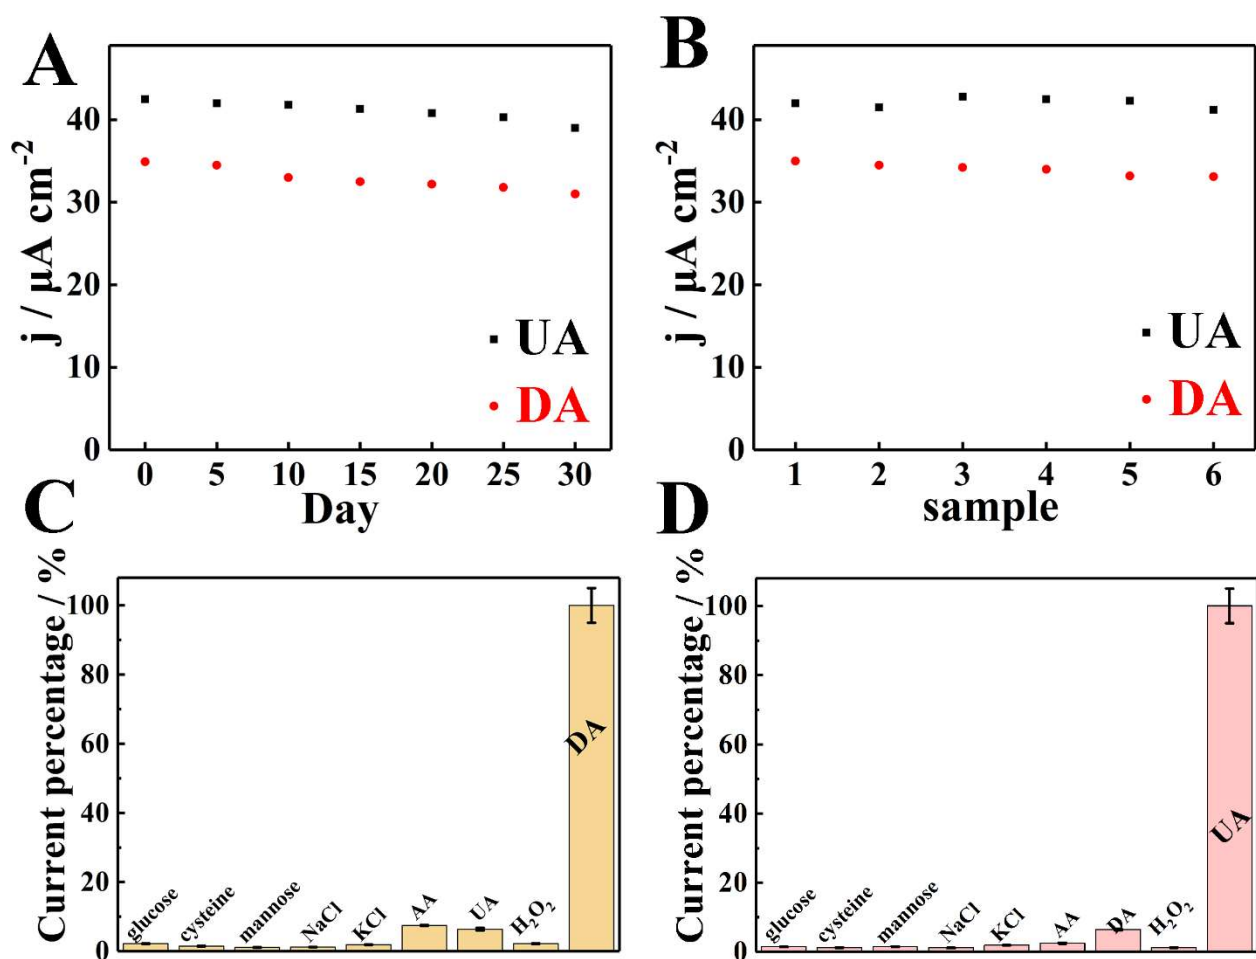 A
j / μA cm⁻²
40
30
20
10
0
UA
DA
0 5 10 15 20 25 30
Day
B
j / μA cm⁻²
40
30
20
10
0
UA
DA
1 2 3 4 5 6
sample
C
Current percentage / %
100
80
60
40
20
0
glucose
cysteine
mannose
NaCl
KCl
AA
UA
H₂O₂
DA
D
Current percentage / %
100
80
60
40
20
0
glucose
cysteine
mannose
NaCl
KCl
AA
DA
H₂O₂
UA